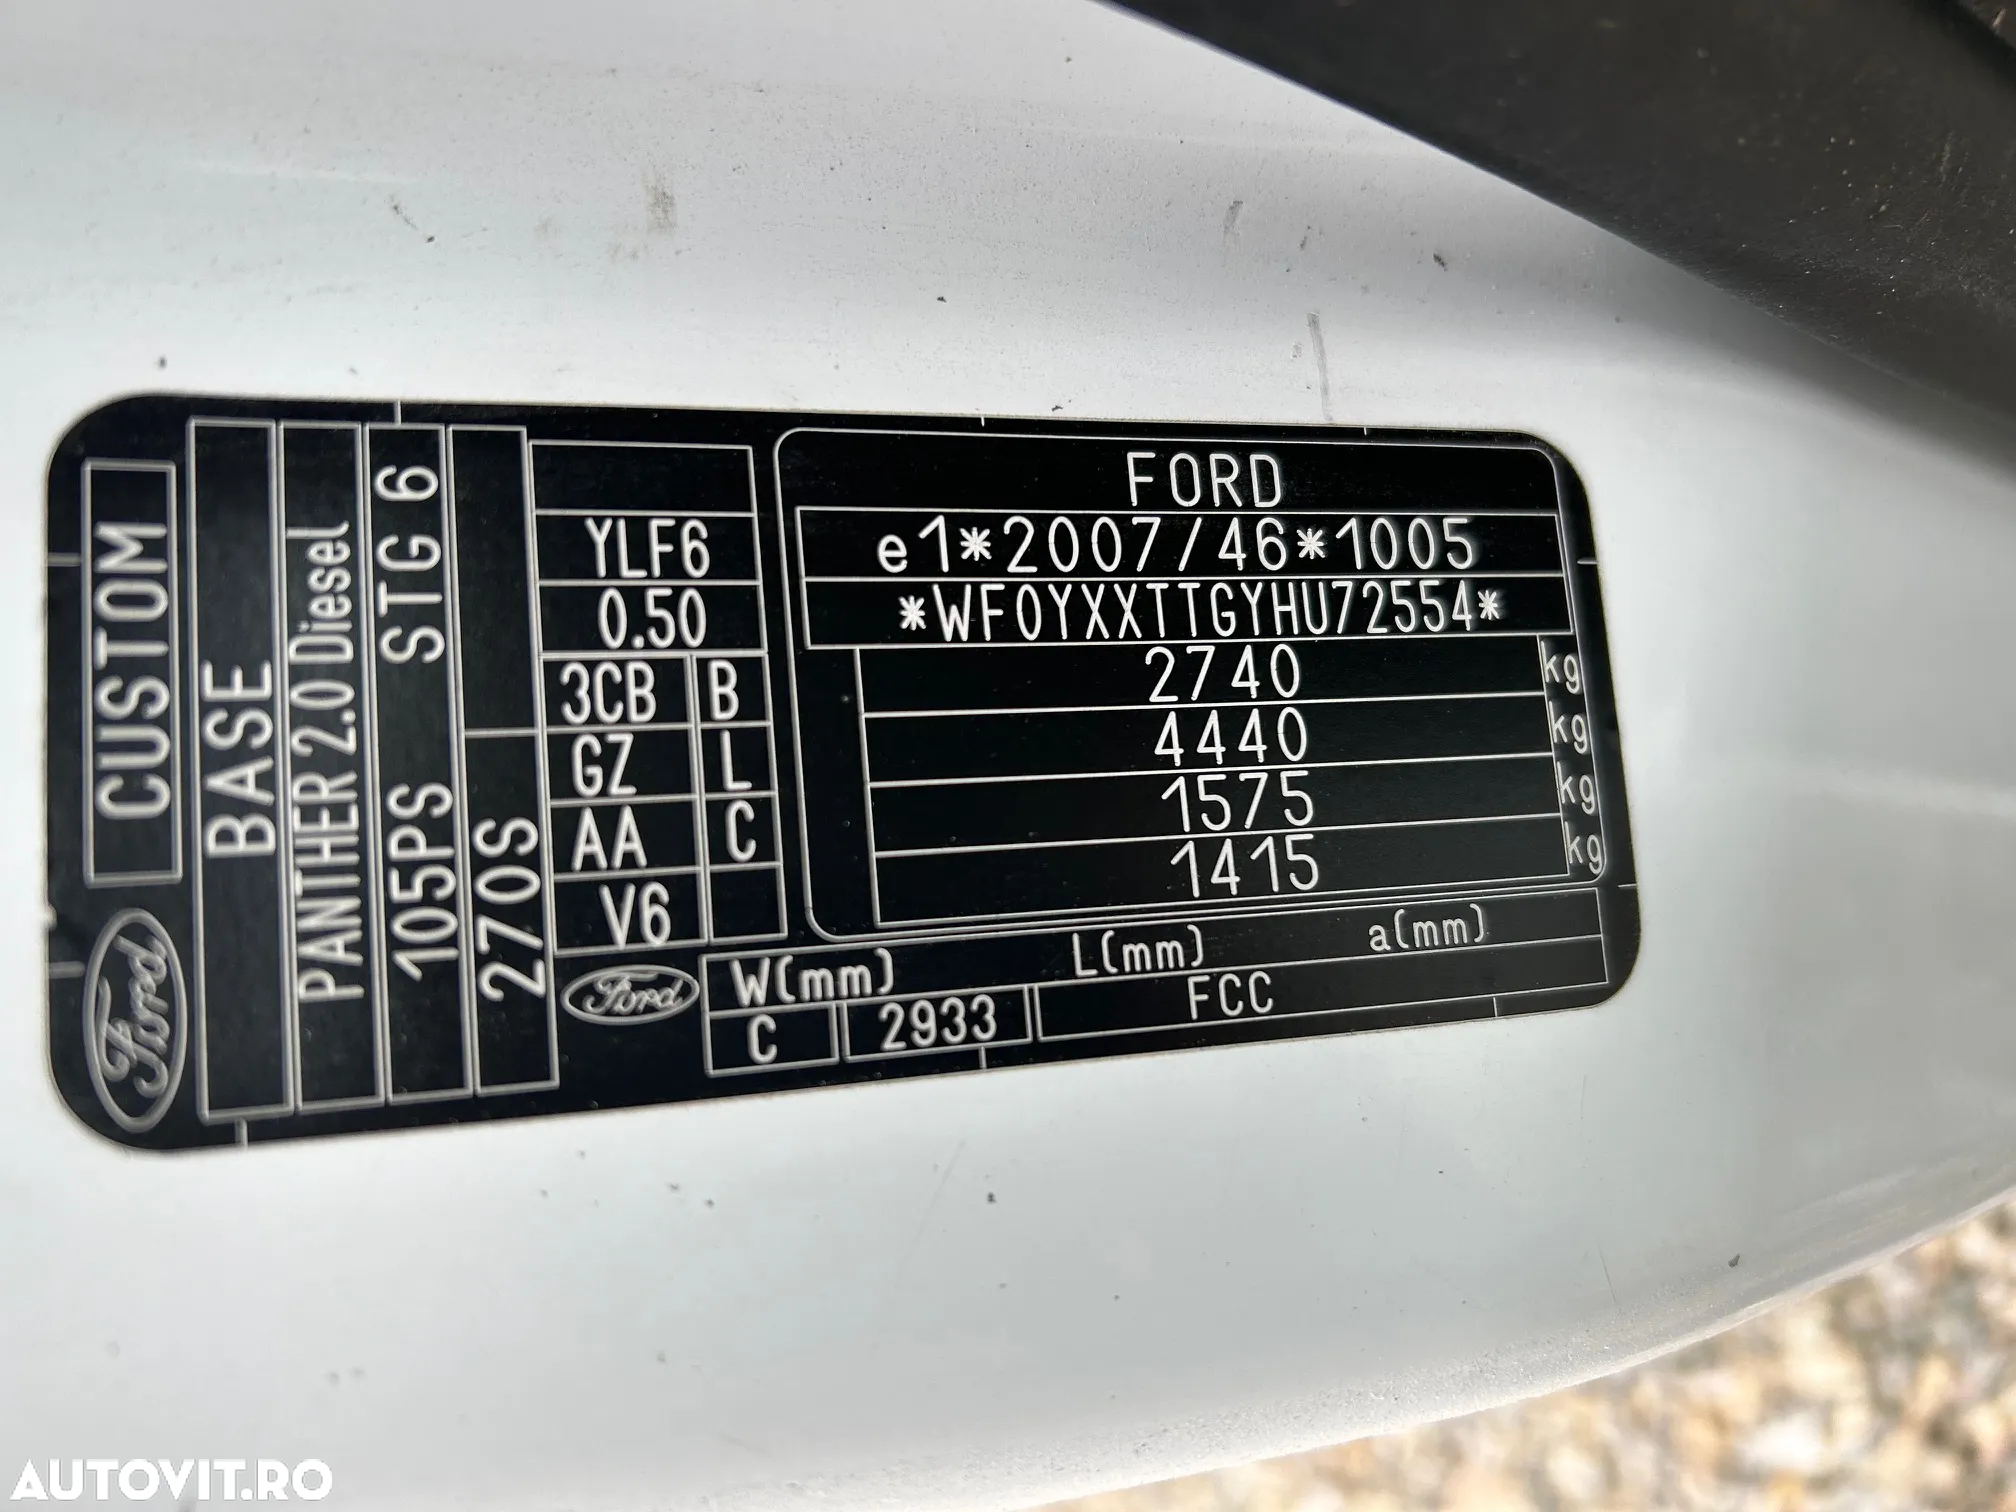 CUSTOM
Ford
BASE
PANTHER 2.0 Diesel
105PS STG 6
270S
YLF6
0.50
3CB B
GZ L
AA C
V6
Ford
FORD
e1*2007/46*1005
*WF0YXXTTGYHU72554*
2740 kg
4440 kg
1575 kg
1415 kg
W(mm) L(mm) a(mm)
C 2933 FCC
AUTOVIT.RO